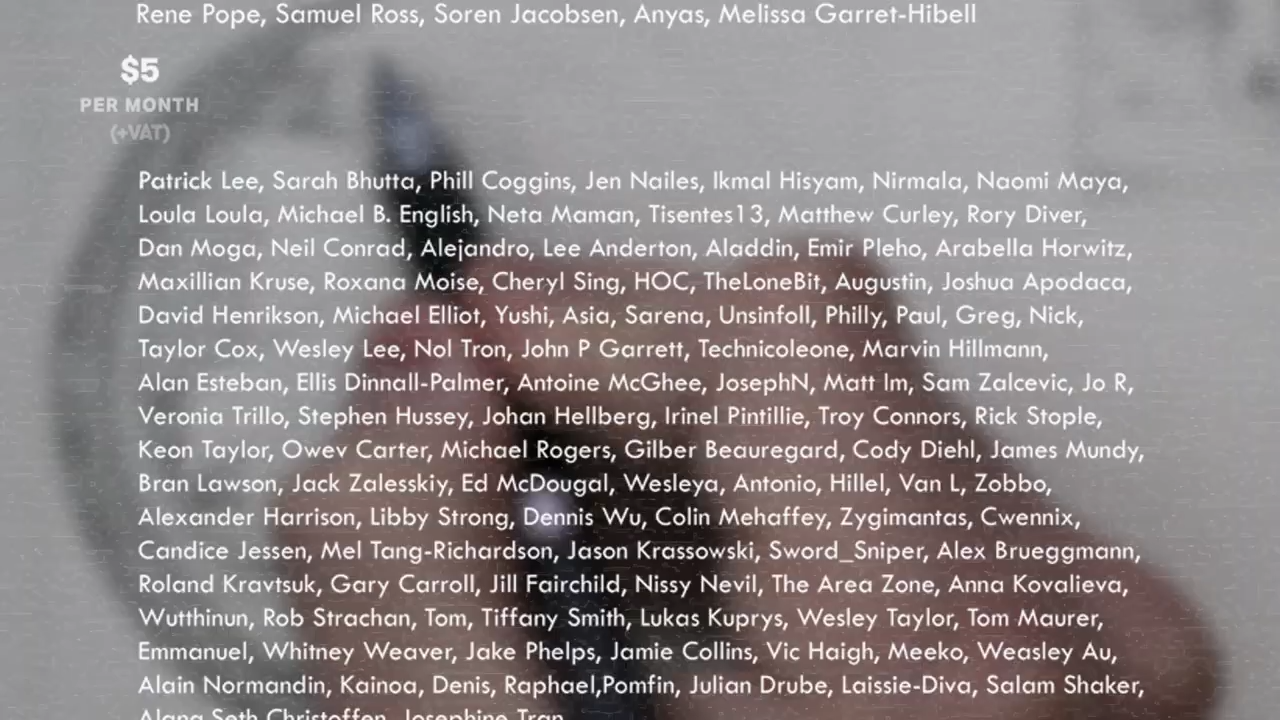 Rene Pope, Samuel Ross, Soren Jacobsen, Anyas, Melissa Garret-Hibell
$5
PER MONTH
(+VAT)
Patrick Lee, Sarah Bhutta, Phill Coggins, Jen Nailes, Ikmal Hisyam, Nirmala, Naomi Maya,
Loula Loula, Michael B. English, Neta Maman, Tisentes13, Matthew Curley, Rory Diver,
Dan Moga, Neil Conrad, Alejandro, Lee Anderton, Aladdin, Emir Pleho, Arabella Horwitz,
Maxillian Kruse, Roxana Moise, Cheryl Sing, HOC, TheLoneBit, Augustin, Joshua Apodaca,
David Henrikson, Michael Elliot, Yushi, Asia, Sarena, Unsinfoll, Philly, Paul, Greg, Nick,
Taylor Cox, Wesley Lee, Nol Tron, John P Garrett, Technicoleone, Marvin Hillmann,
Alan Esteban, Ellis Dinnall-Palmer, Antoine McGhee, JosephN, Matt Im, Sam Zalcevic, Jo R,
Veronia Trillo, Stephen Hussey, Johan Hellberg, Irinel Pintillie, Troy Connors, Rick Stople,
Keon Taylor, Owev Carter, Michael Rogers, Gilber Beauregard, Cody Diehl, James Mundy,
Bran Lawson, Jack Zalesskiy, Ed McDougal, Wesleya, Antonio, Hillel, Van L, Zobbo,
Alexander Harrison, Libby Strong, Dennis Wu, Colin Mehaffey, Zygimantas, Cwennix,
Candice Jessen, Mel Tang-Richardson, Jason Krassowski, Sword_Sniper, Alex Brueggmann,
Roland Kravtsuk, Gary Carroll, Jill Fairchild, Nissy Nevil, The Area Zone, Anna Kovalieva,
Wutthinun, Rob Strachan, Tom, Tiffany Smith, Lukas Kuprys, Wesley Taylor, Tom Maurer,
Emmanuel, Whitney Weaver, Jake Phelps, Jamie Collins, Vic Haigh, Meeko, Weasley Au,
Alain Normandin, Kainoa, Denis, Raphael,Pomfin, Julian Drube, Laissie-Diva, Salam Shaker,
Alana Seth Christoffen, Josephine Tran